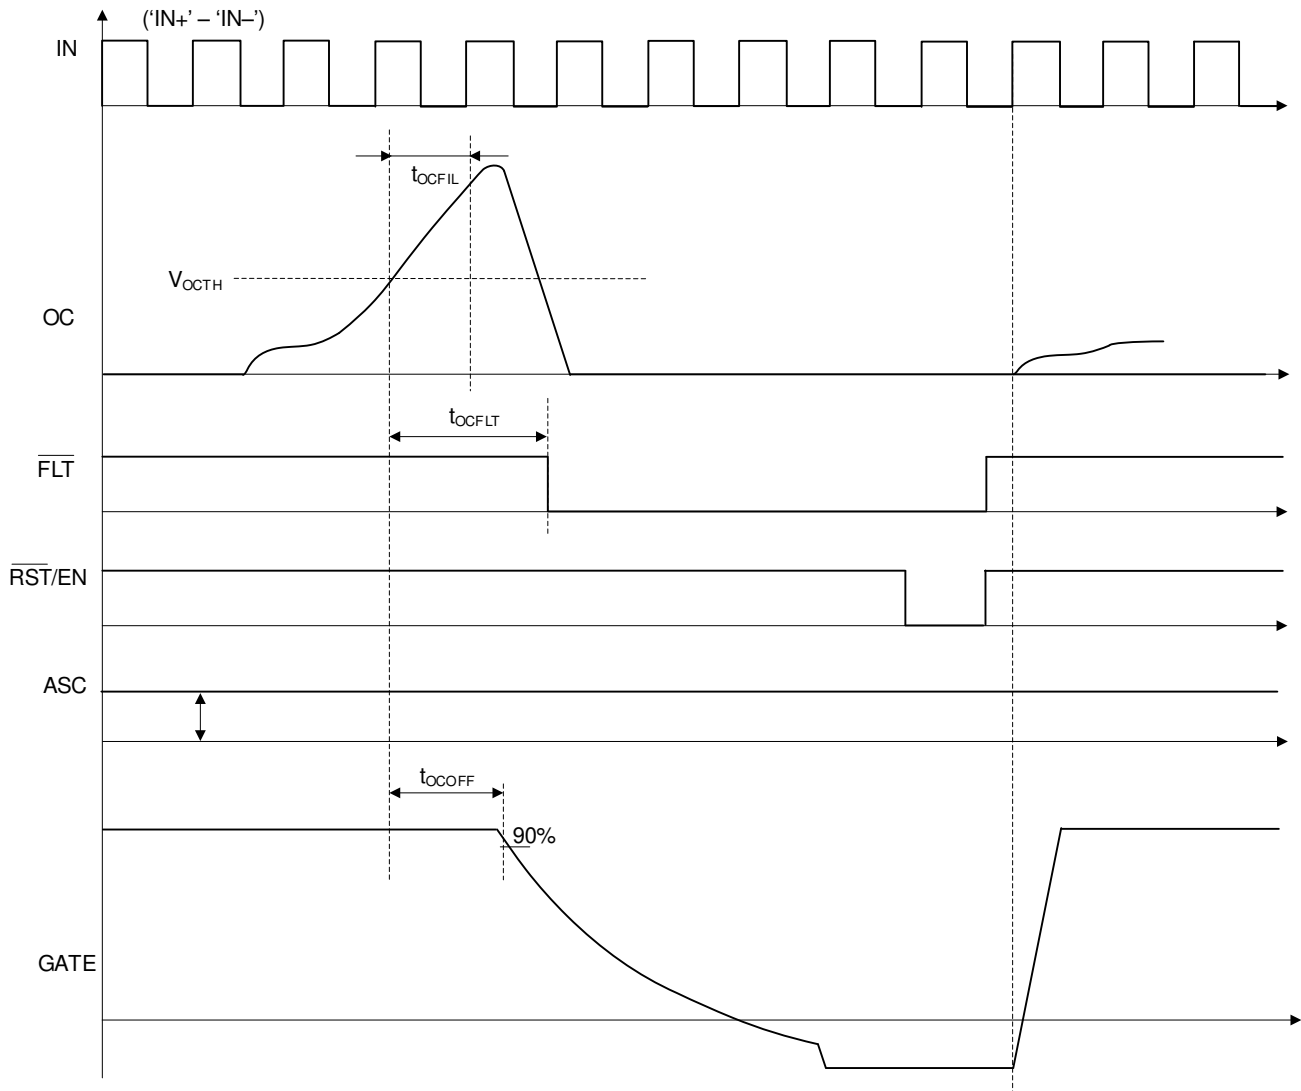 ('IN+' – 'IN–')
IN
tOCFIL
VOCTH
OC
tOCFLT
FLT
RST/EN
ASC
tOCOFF
90%
GATE